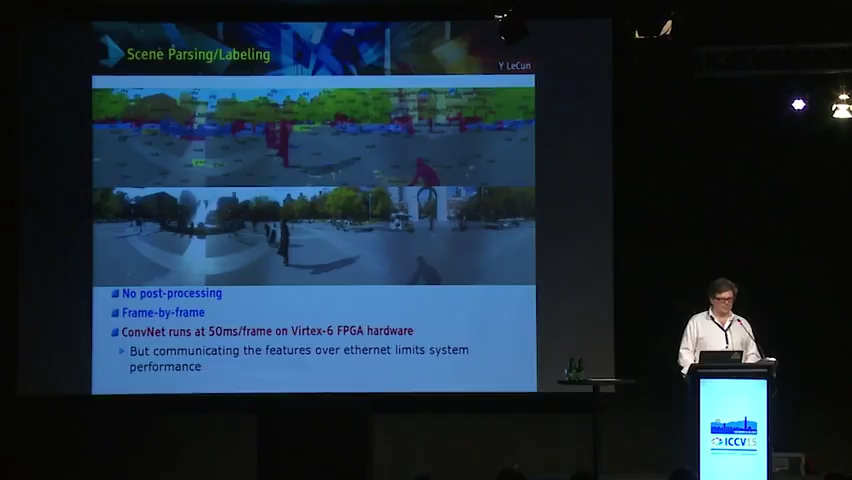 Scene Parsing/Labeling
Y LeCun
No post-processing
Frame-by-frame
ConvNet runs at 50ms/frame on Virtex-6 FPGA hardware
But communicating the features over ethernet limits system
performance
ICCV15